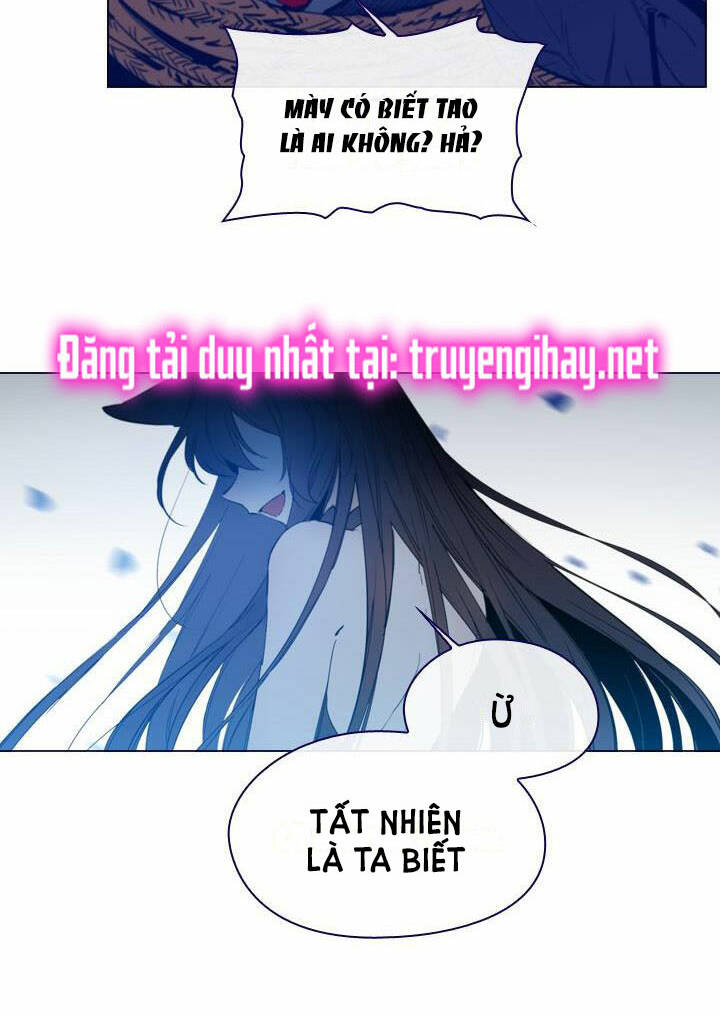 MÀY CÓ BIẾT TAO
LÀ AI KHÔNG? HẢ?
Đăng tải duy nhất tại: truyengihay.net
Ừ
TẤT NHIÊN
LÀ TA BIẾT